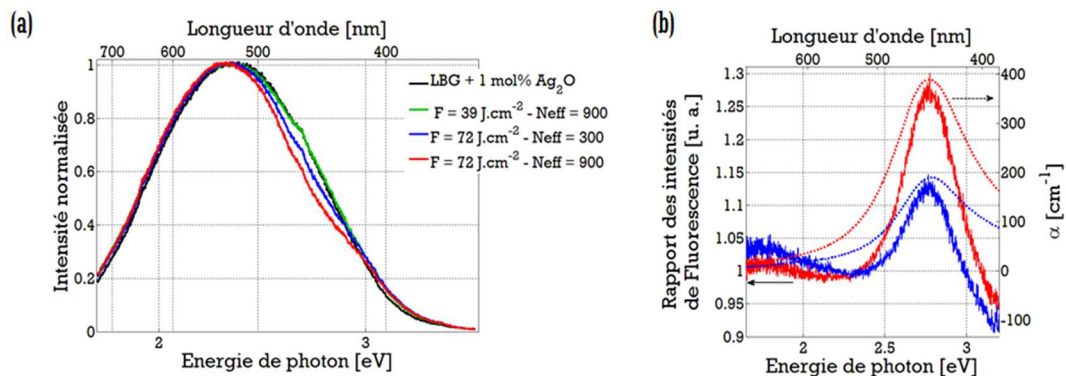 (a)
Longueur d'onde [nm]
700 600 500 400
Intensité normalisée
1
0.8
0.6
0.4
0.2
0
LBG + 1 mol% Ag2O
F = 39 J.cm-2 - Neff = 900
F = 72 J.cm-2 - Neff = 300
F = 72 J.cm-2 - Neff = 900
2 3
Energie de photon [eV]
(b)
Longueur d'onde [nm]
600 500 400
Rapport des intensités
de Fluorescence [u. a.]
1.3
1.25
1.2
1.15
1.1
1.05
1
0.95
0.9
400
300
200
100
0
-100
α [cm-1]
2 2.5 3
Energie de photon [eV]